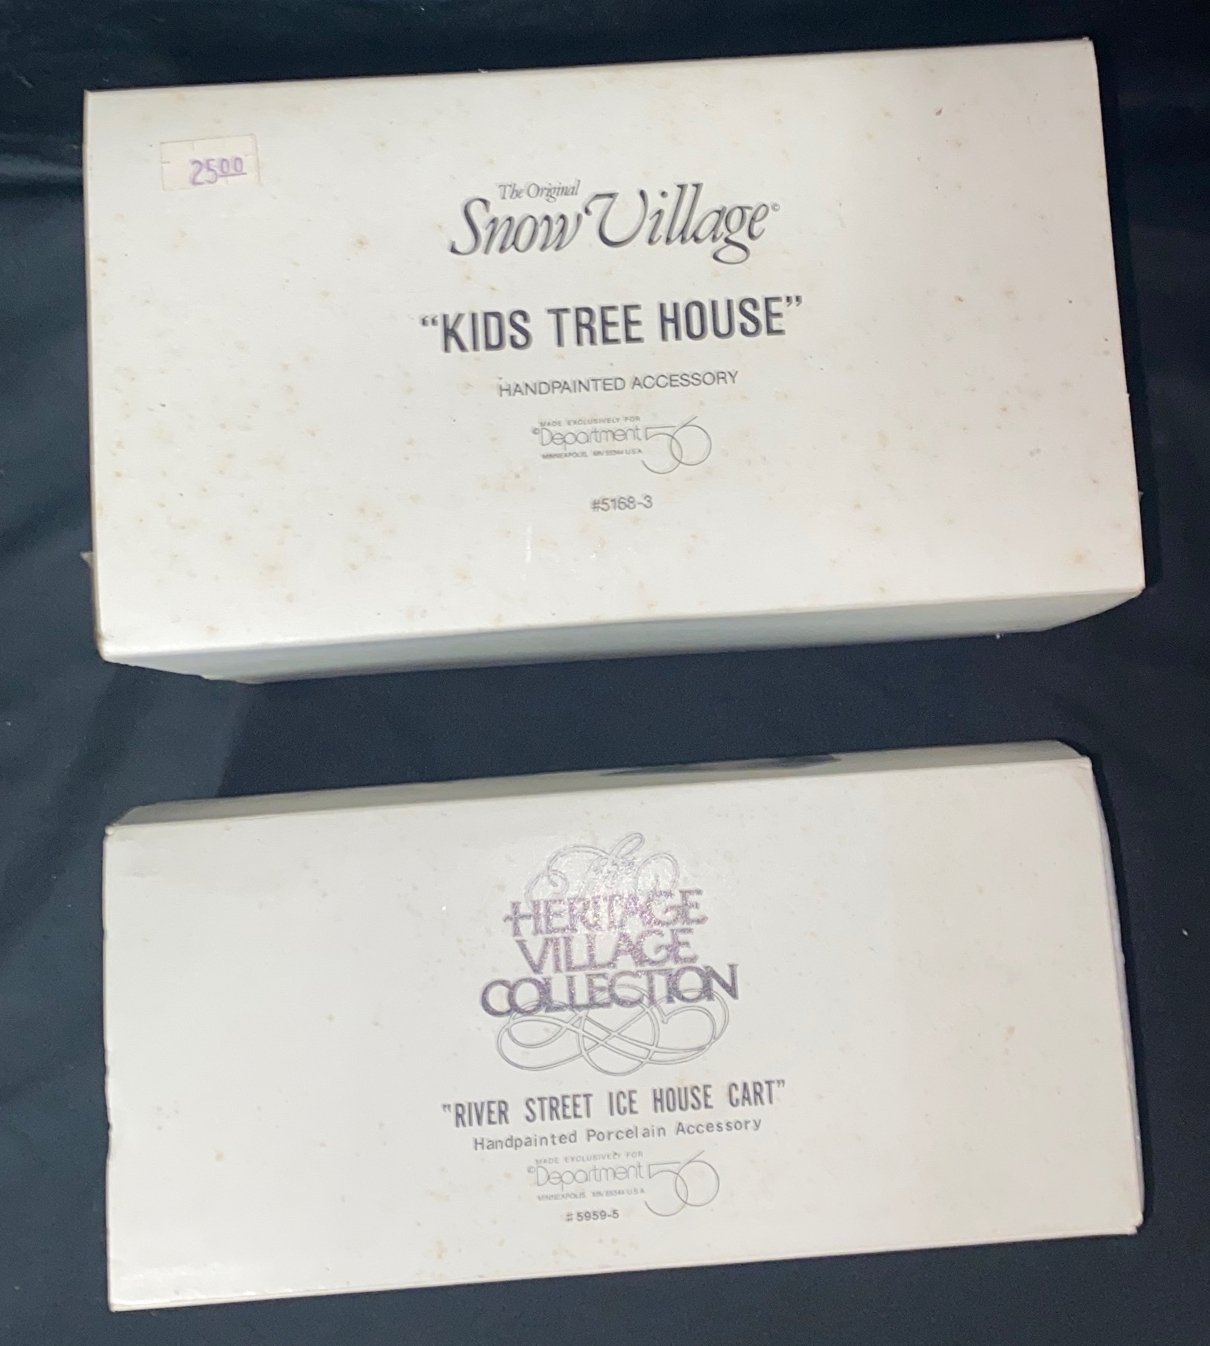 2500
The Original
Snow Village©
“KIDS TREE HOUSE”
HANDPAINTED ACCESSORY
MADE EXCLUSIVELY FOR
©Department 56
MINNEAPOLIS, MN 55344 U.S.A.
#5168-3
The
HERITAGE
VILLAGE
COLLECTION
"RIVER STREET ICE HOUSE CART"
Handpainted Porcelain Accessory
MADE EXCLUSIVELY FOR
©Department 56
MINNEAPOLIS, MN 55344 U.S.A.
#5959-5